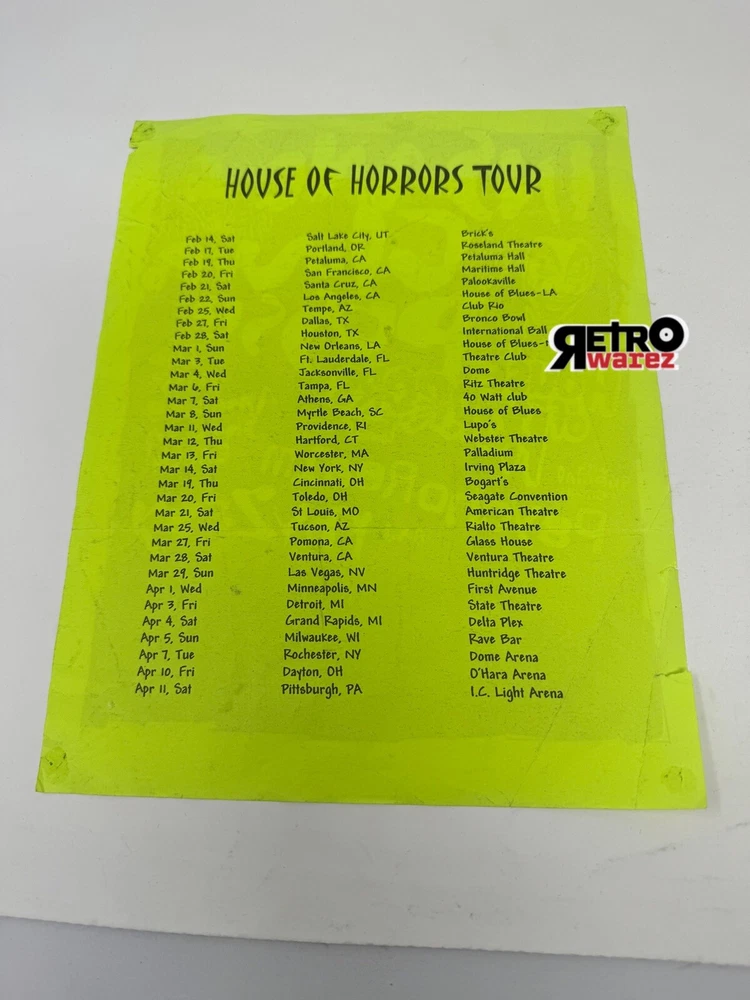 HOUSE OF HORRORS TOUR
Feb 14, Sat Salt Lake City, UT Brick's
Feb 17, Tue Portland, OR Roseland Theatre
Feb 19, Thu Petaluma, CA Petaluma Hall
Feb 20, Fri San Francisco, CA Maritime Hall
Feb 21, Sat Santa Cruz, CA Palookaville
Feb 22, Sun Los Angeles, CA House of Blues-LA
Feb 25, Wed Tempe, AZ Club Rio
Feb 27, Fri Dallas, TX Bronco Bowl
Feb 28, Sat Houston, TX International Ball
Mar 1, Sun New Orleans, LA House of Blues-
Mar 3, Tue Ft. Lauderdale, FL Theatre Club
Mar 4, Wed Jacksonville, FL Dome
Mar 6, Fri Tampa, FL Ritz Theatre
Mar 7, Sat Athens, GA 40 Watt club
Mar 8, Sun Myrtle Beach, SC House of Blues
Mar 11, Wed Providence, RI Lupo's
Mar 12, Thu Hartford, CT Webster Theatre
Mar 13, Fri Worcester, MA Palladium
Mar 14, Sat New York, NY Irving Plaza
Mar 19, Thu Cincinnati, OH Bogart's
Mar 20, Fri Toledo, OH Seagate Convention
Mar 21, Sat St Louis, MO American Theatre
Mar 25, Wed Tucson, AZ Rialto Theatre
Mar 27, Fri Pomona, CA Glass House
Mar 28, Sat Ventura, CA Ventura Theatre
Mar 29, Sun Las Vegas, NV Huntridge Theatre
Apr 1, Wed Minneapolis, MN First Avenue
Apr 3, Fri Detroit, MI State Theatre
Apr 4, Sat Grand Rapids, MI Delta Plex
Apr 5, Sun Milwaukee, WI Rave Bar
Apr 7, Tue Rochester, NY Dome Arena
Apr 10, Fri Dayton, OH O'Hara Arena
Apr 11, Sat Pittsburgh, PA I.C. Light Arena
RETRO
warez